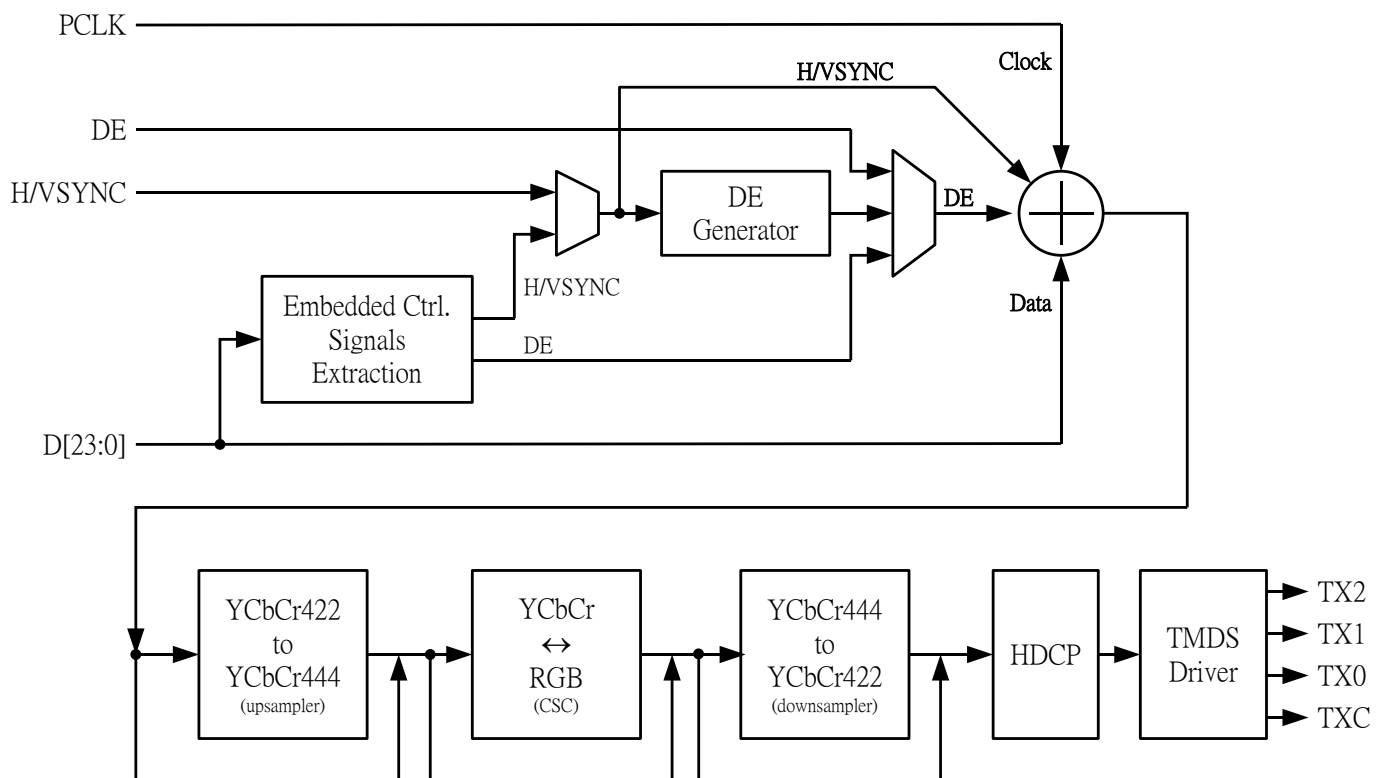 PCLK
Clock
H/VSYNC
DE
H/VSYNC
DE
Generator
DE
H/VSYNC
Embedded Ctrl.
Signals
Extraction
DE
Data
D[23:0]
YCbCr422
to
YCbCr444
(upsampler)
YCbCr
↔
RGB
(CSC)
YCbCr444
to
YCbCr422
(downsampler)
HDCP
TMDS
Driver
TX2
TX1
TX0
TXC